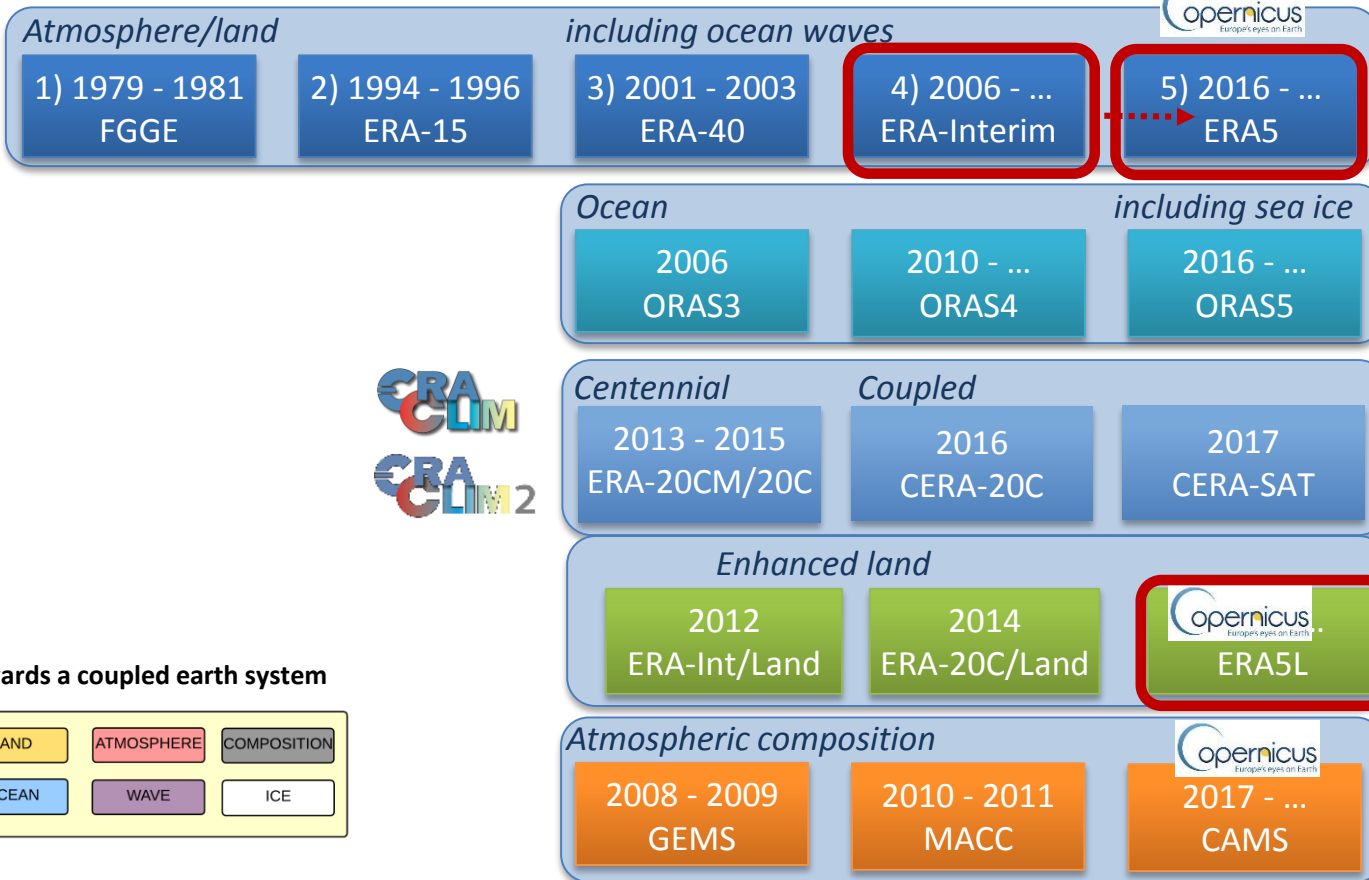 opernicus
Europe's eyes on Earth
Atmosphere/land
including ocean waves
1) 1979 - 1981
FGGE
2) 1994 - 1996
ERA-15
3) 2001 - 2003
ERA-40
4) 2006 - ...
ERA-Interim
5) 2016 - ...
ERA5
Ocean
including sea ice
2006
ORAS3
2010 - ...
ORAS4
2016 - ...
ORAS5
ERA
CLIM
ERA
CLIM 2
Centennial
Coupled
2013 - 2015
ERA-20CM/20C
2016
CERA-20C
2017
CERA-SAT
Enhanced land
2012
ERA-Int/Land
2014
ERA-20C/Land
opernicus
Europe's eyes on Earth
ERA5L
ards a coupled earth system
AND
ATMOSPHERE
COMPOSITION
CEAN
WAVE
ICE
Atmospheric composition
opernicus
Europe's eyes on Earth
2008 - 2009
GEMS
2010 - 2011
MACC
2017 - ...
CAMS